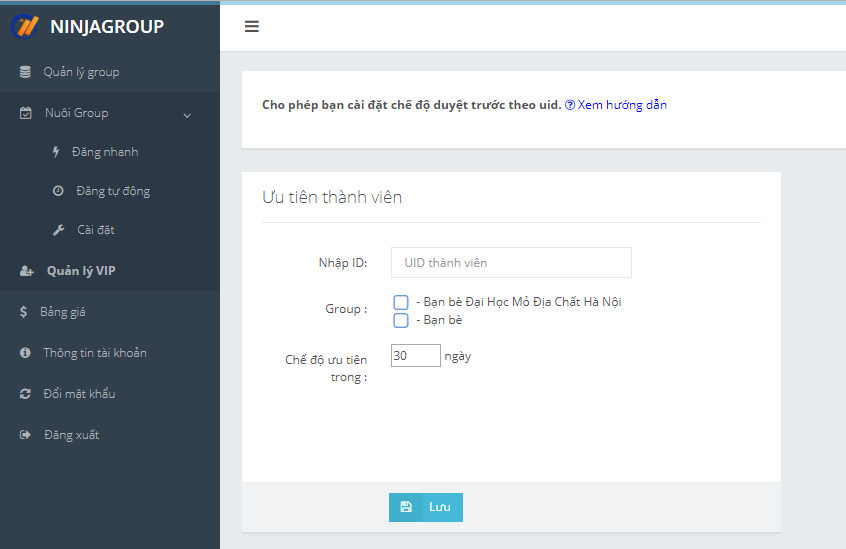 NINJAGROUP
Quản lý group
Nuôi Group
Đăng nhanh
Đăng tự động
Cài đặt
Quản lý VIP
Bảng giá
Thông tin tài khoản
Đổi mật khẩu
Đăng xuất
Cho phép bạn cài đặt chế độ duyệt trước theo uid. Xem hướng dẫn
Ưu tiên thành viên
Nhập ID: UID thành viên
Group : - Bạn bè Đại Học Mỏ Địa Chất Hà Nội
- Bạn bè
Chế độ ưu tiên
trong : 30 ngày
Lưu